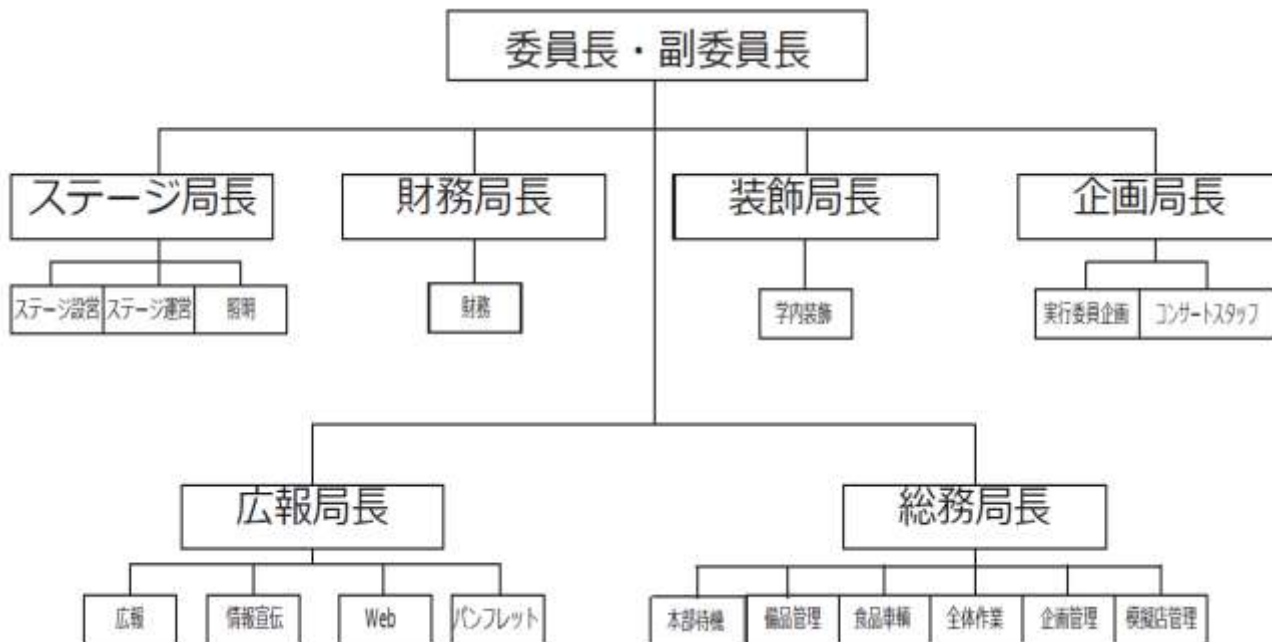 委員長・副委員長
ステージ局長
財務局長
装飾局長
企画局長
ステージ設営
ステージ運営
照明
財務
学内装飾
実行委員企画
コンサートスタッフ
広報局長
総務局長
広報
情報宣伝
Web
パンフレット
本部待機
備品管理
食品車輌
全体作業
企画管理
模擬店管理